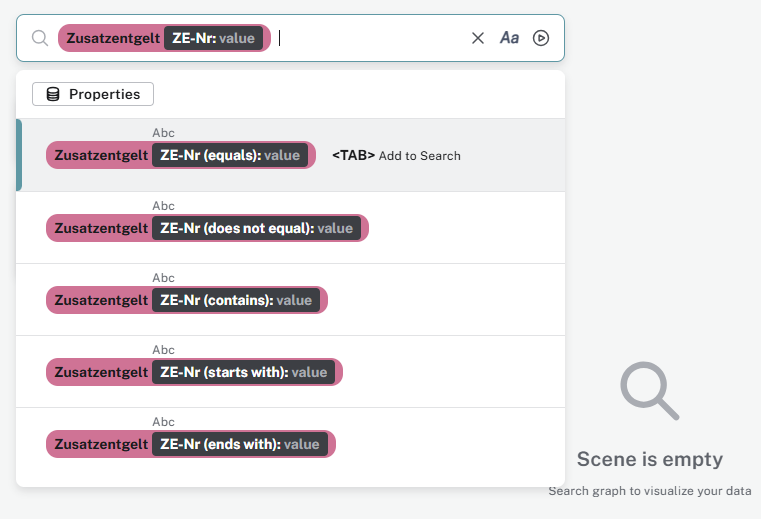 Zusatzentgelt ZE-Nr: value Aa
Properties
Abc
Zusatzentgelt ZE-Nr (equals): value <TAB> Add to Search
Abc
Zusatzentgelt ZE-Nr (does not equal): value
Abc
Zusatzentgelt ZE-Nr (contains): value
Abc
Zusatzentgelt ZE-Nr (starts with): value
Abc
Zusatzentgelt ZE-Nr (ends with): value
Scene is empty
Search graph to visualize your data